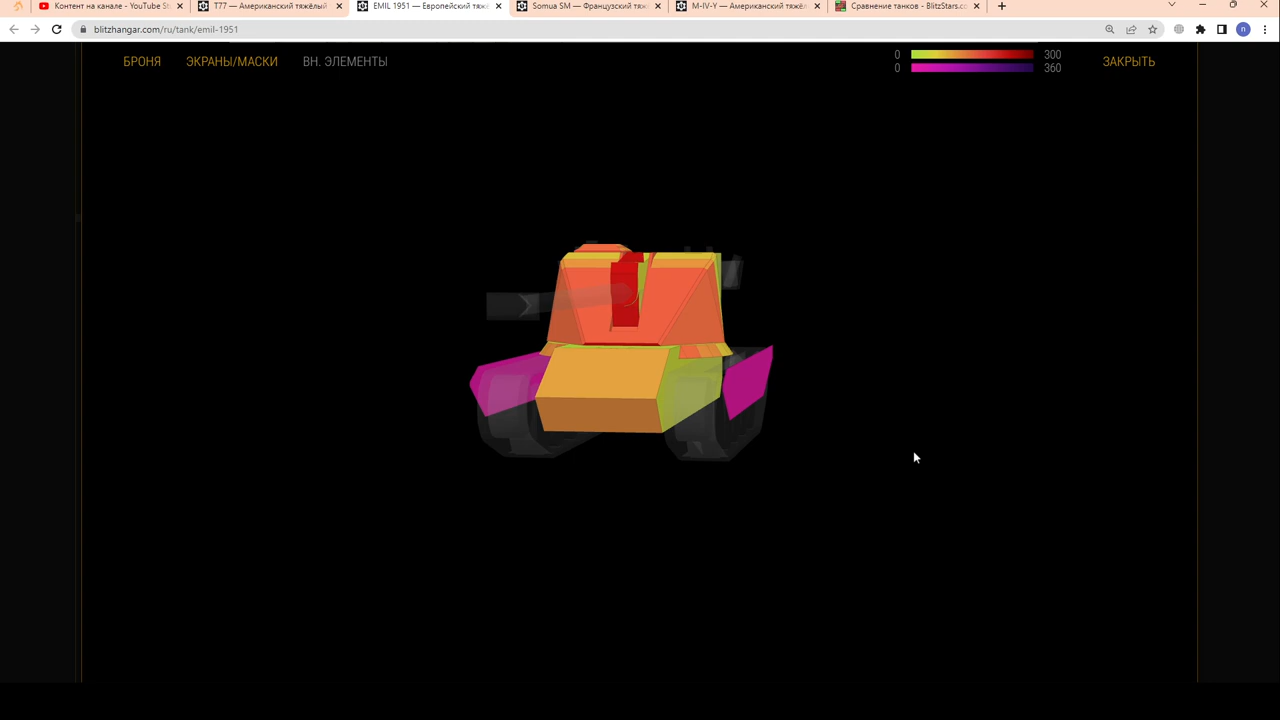 Контент на канале - YouTube St
T77 — Американский тяжёлый
EMIL 1951 — Европейский тяжё
Somua SM — Французский тяж
M-IV-Y — Американский тяжёл
Сравнение танков - BlitzStars.co
blitzhangar.com/ru/tank/emil-1951
n
БРОНЯ
ЭКРАНЫ/МАСКИ
ВН. ЭЛЕМЕНТЫ
0
300
0
360
ЗАКРЫТЬ